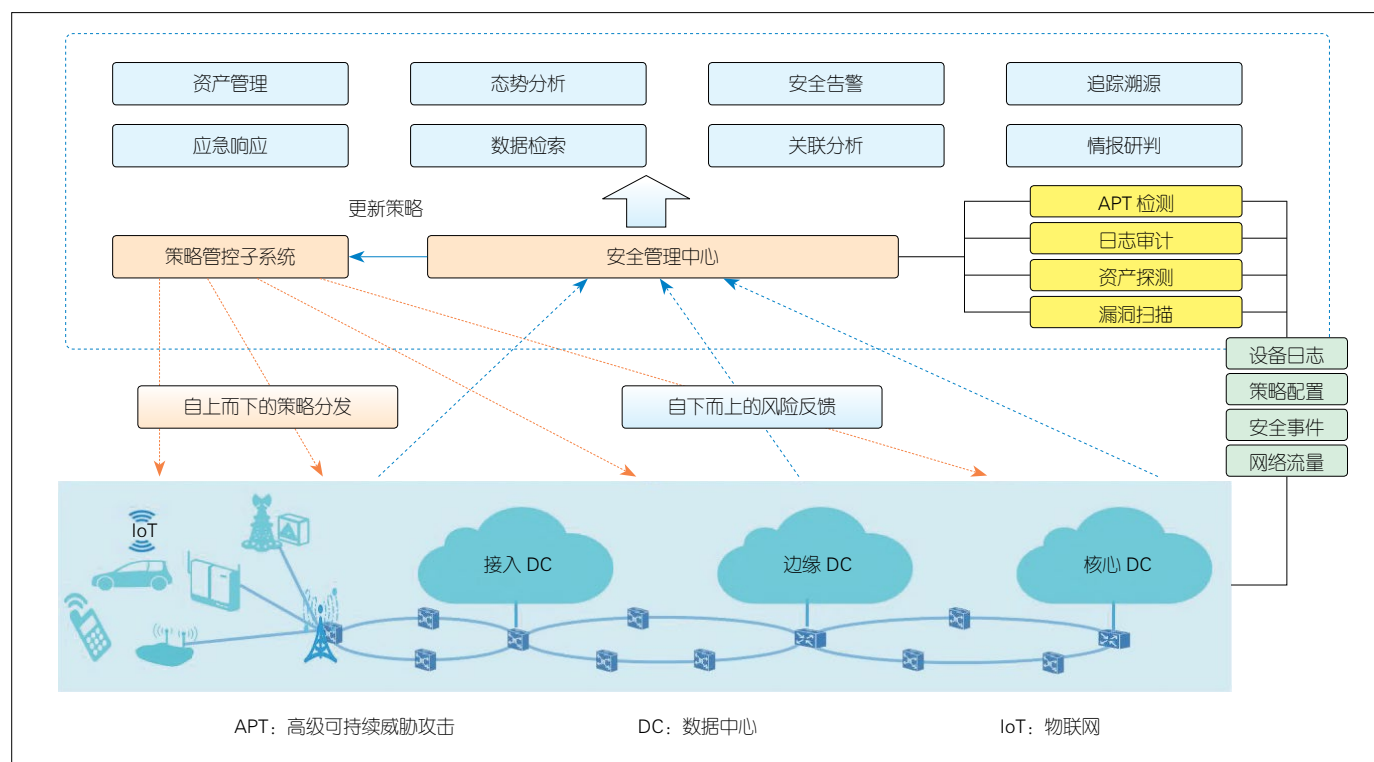 资产管理
态势分析
安全告警
追踪溯源
应急响应
数据检索
关联分析
情报研判
更新策略
策略管控子系统
安全管理中心
APT 检测
日志审计
资产探测
漏洞扫描
设备日志
策略配置
安全事件
网络流量
自上而下的策略分发
自下而上的风险反馈
IoT
接入 DC
边缘 DC
核心 DC
APT：高级可持续威胁攻击
DC：数据中心
IoT：物联网